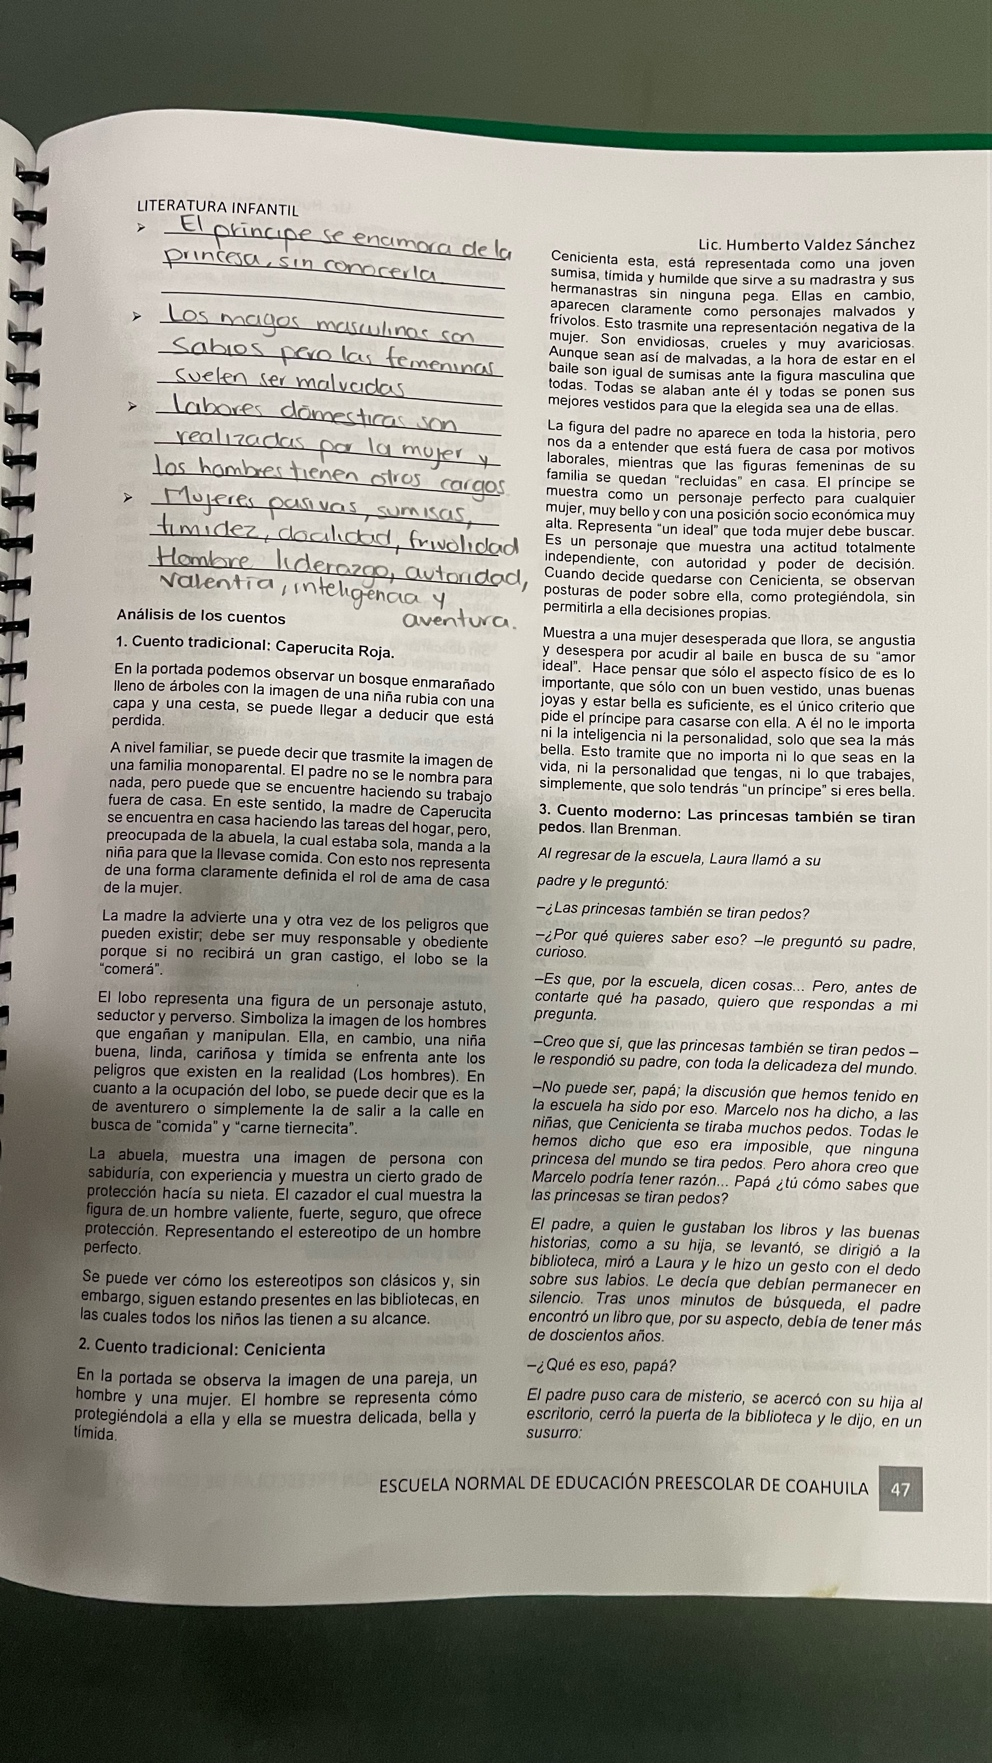 LITERATURA INFANTIL
➢ El principe se enamora de la
princesa, sin conocerla
➢ Los magos masculinos son
Sabios pero las femeninas
suelen ser malvadas
➢ Labores domesticas son
realizadas por la mujer y
los hombres tienen otros cargos
➢ Mujeres pasivas, sumisas,
timidez, docilidad, frivolidad
Hombre liderazgo, autoridad,
valentia, inteligencia y
aventura.
Análisis de los cuentos
1. Cuento tradicional: Caperucita Roja.
En la portada podemos observar un bosque enmarañado
lleno de árboles con la imagen de una niña rubia con una
capa y una cesta, se puede llegar a deducir que está
perdida.
A nivel familiar, se puede decir que trasmite la imagen de
una familia monoparental. El padre no se le nombra para
nada, pero puede que se encuentre haciendo su trabajo
fuera de casa. En este sentido, la madre de Caperucita
se encuentra en casa haciendo las tareas del hogar, pero,
preocupada de la abuela, la cual estaba sola, manda a la
niña para que la llevase comida. Con esto nos representa
de una forma claramente definida el rol de ama de casa
de la mujer.
La madre la advierte una y otra vez de los peligros que
pueden existir; debe ser muy responsable y obediente
porque si no recibirá un gran castigo, el lobo se la
“comerá”.
El lobo representa una figura de un personaje astuto,
seductor y perverso. Simboliza la imagen de los hombres
que engañan y manipulan. Ella, en cambio, una niña
buena, linda, cariñosa y tímida se enfrenta ante los
peligros que existen en la realidad (Los hombres). En
cuanto a la ocupación del lobo, se puede decir que es la
de aventurero o simplemente la de salir a la calle en
busca de “comida” y “carne tiernecita”.
La abuela, muestra una imagen de persona con
sabiduría, con experiencia y muestra un cierto grado de
protección hacía su nieta. El cazador el cual muestra la
figura de un hombre valiente, fuerte, seguro, que ofrece
protección. Representando el estereotipo de un hombre
perfecto.
Se puede ver cómo los estereotipos son clásicos y, sin
embargo, siguen estando presentes en las bibliotecas, en
las cuales todos los niños las tienen a su alcance.
2. Cuento tradicional: Cenicienta
En la portada se observa la imagen de una pareja, un
hombre y una mujer. El hombre se representa cómo
protegiéndola a ella y ella se muestra delicada, bella y
tímida.
Lic. Humberto Valdez Sánchez
Cenicienta esta, está representada como una joven
sumisa, tímida y humilde que sirve a su madrastra y sus
hermanastras sin ninguna pega. Ellas en cambio,
aparecen claramente como personajes malvados y
frívolos. Esto trasmite una representación negativa de la
mujer. Son envidiosas, crueles y muy avariciosas.
Aunque sean así de malvadas, a la hora de estar en el
baile son igual de sumisas ante la figura masculina que
todas. Todas se alaban ante él y todas se ponen sus
mejores vestidos para que la elegida sea una de ellas.
La figura del padre no aparece en toda la historia, pero
nos da a entender que está fuera de casa por motivos
laborales, mientras que las figuras femeninas de su
familia se quedan “recluidas” en casa. El príncipe se
muestra como un personaje perfecto para cualquier
mujer, muy bello y con una posición socio económica muy
alta. Representa “un ideal” que toda mujer debe buscar.
Es un personaje que muestra una actitud totalmente
independiente, con autoridad y poder de decisión.
Cuando decide quedarse con Cenicienta, se observan
posturas de poder sobre ella, como protegiéndola, sin
permitirla a ella decisiones propias.
Muestra a una mujer desesperada que llora, se angustia
y desespera por acudir al baile en busca de su “amor
ideal”. Hace pensar que sólo el aspecto físico de es lo
importante, que sólo con un buen vestido, unas buenas
joyas y estar bella es suficiente, es el único criterio que
pide el príncipe para casarse con ella. A él no le importa
ni la inteligencia ni la personalidad, solo que sea la más
bella. Esto tramite que no importa ni lo que seas en la
vida, ni la personalidad que tengas, ni lo que trabajes,
simplemente, que solo tendrás “un príncipe” si eres bella.
3. Cuento moderno: Las princesas también se tiran
pedos. Ilan Brenman.
Al regresar de la escuela, Laura llamó a su
padre y le preguntó:
–¿Las princesas también se tiran pedos?
–¿Por qué quieres saber eso? –le preguntó su padre,
curioso.
–Es que, por la escuela, dicen cosas... Pero, antes de
contarte qué ha pasado, quiero que respondas a mi
pregunta.
–Creo que sí, que las princesas también se tiran pedos –
le respondió su padre, con toda la delicadeza del mundo.
–No puede ser, papá; la discusión que hemos tenido en
la escuela ha sido por eso. Marcelo nos ha dicho, a las
niñas, que Cenicienta se tiraba muchos pedos. Todas le
hemos dicho que eso era imposible, que ninguna
princesa del mundo se tira pedos. Pero ahora creo que
Marcelo podría tener razón... Papá ¿tú cómo sabes que
las princesas se tiran pedos?
El padre, a quien le gustaban los libros y las buenas
historias, como a su hija, se levantó, se dirigió a la
biblioteca, miró a Laura y le hizo un gesto con el dedo
sobre sus labios. Le decía que debían permanecer en
silencio. Tras unos minutos de búsqueda, el padre
encontró un libro que, por su aspecto, debía de tener más
de doscientos años.
–¿Qué es eso, papá?
El padre puso cara de misterio, se acercó con su hija al
escritorio, cerró la puerta de la biblioteca y le dijo, en un
susurro:
ESCUELA NORMAL DE EDUCACIÓN PREESCOLAR DE COAHUILA 47